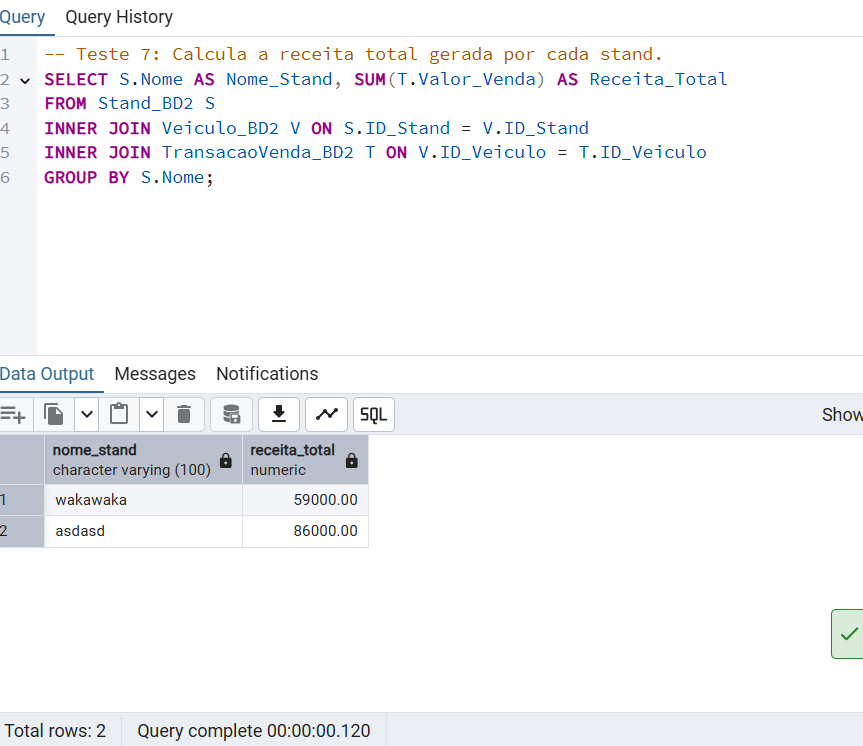 Query Query History
1 -- Teste 7: Calcula a receita total gerada por cada stand.
2 SELECT S.Nome AS Nome_Stand, SUM(T.Valor_Venda) AS Receita_Total
3 FROM Stand_BD2 S
4 INNER JOIN Veiculo_BD2 V ON S.ID_Stand = V.ID_Stand
5 INNER JOIN TransacaoVenda_BD2 T ON V.ID_Veiculo = T.ID_Veiculo
6 GROUP BY S.Nome;
Data Output Messages Notifications
SQL Show
nome_stand receita_total
character varying (100) numeric
1 wakawaka 59000.00
2 asdasd 86000.00
Total rows: 2 Query complete 00:00:00.120